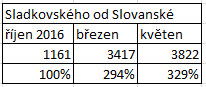 Sladkovského od Slovanské
říjen 2016 březen květen
1161 3417 3822
100% 294% 329%